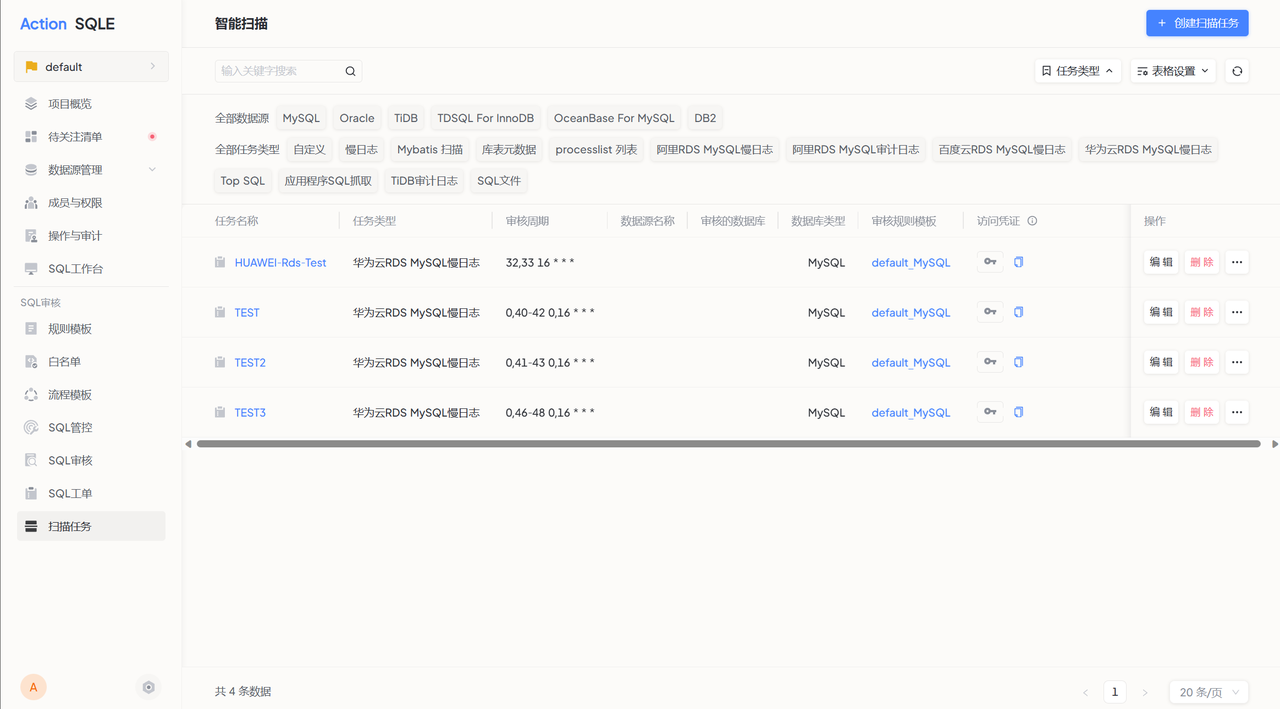 Action SQLE
default
项目概览
待关注清单
数据源管理
成员与权限
操作与审计
SQL工作台
SQL审核
规则模板
白名单
流程模板
SQL管控
SQL审核
SQL工单
扫描任务
A
智能扫描
+ 创建扫描任务
输入关键字搜索
任务类型
表格设置
全部数据源 MySQL Oracle TiDB TDSQL For InnoDB OceanBase For MySQL DB2
全部任务类型 自定义 慢日志 Mybatis 扫描 库表元数据 processlist 列表 阿里RDS MySQL慢日志 阿里RDS MySQL审计日志 百度云RDS MySQL慢日志 华为云RDS MySQL慢日志
Top SQL 应用程序SQL抓取 TiDB审计日志 SQL文件
任务名称 任务类型 审核周期 数据源名称 审核的数据库 数据库类型 审核规则模板 访问凭证 操作
HUAWEI-Rds-Test 华为云RDS MySQL慢日志 32,33 16 * * * MySQL default_MySQL 编 辑 删 除 ···
TEST 华为云RDS MySQL慢日志 0,40-42 0,16 * * * MySQL default_MySQL 编 辑 删 除 ···
TEST2 华为云RDS MySQL慢日志 0,41-43 0,16 * * * MySQL default_MySQL 编 辑 删 除 ···
TEST3 华为云RDS MySQL慢日志 0,46-48 0,16 * * * MySQL default_MySQL 编 辑 删 除 ···
共 4 条数据
< 1 > 20 条/页